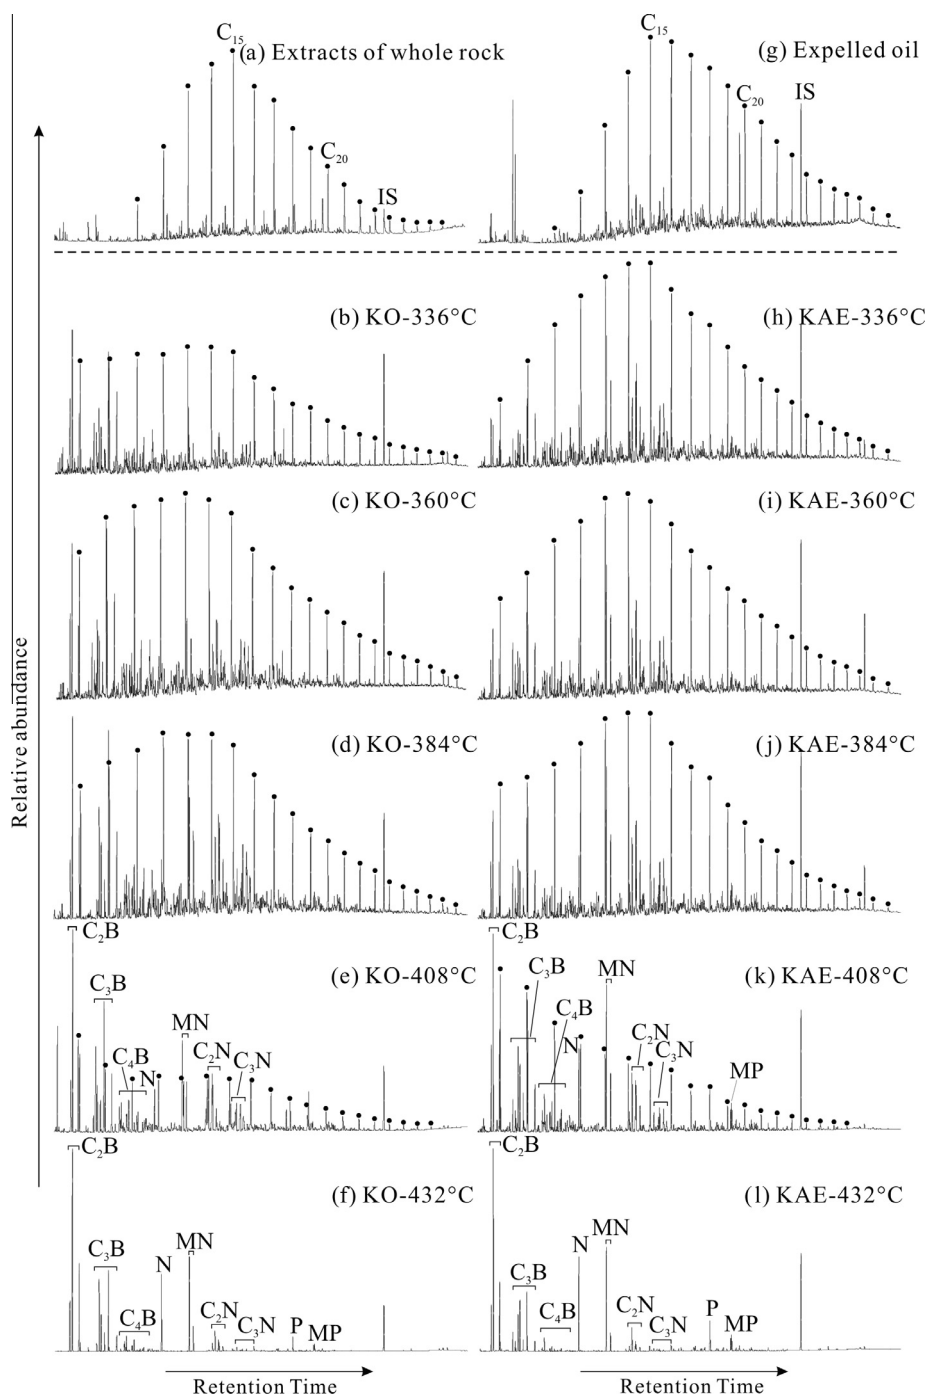 C₁₅
(a) Extracts of whole rock
C₂₀
IS
C₁₅
(g) Expelled oil
C₂₀
IS
(b) KO-336°C
(h) KAE-336°C
(c) KO-360°C
(i) KAE-360°C
(d) KO-384°C
(j) KAE-384°C
Relative abundance
C₂B
(e) KO-408°C
C₃B
MN
C₄B
N
C₂N
C₃N
C₂B
(k) KAE-408°C
C₃B
MN
C₄B
N
C₂N
C₃N
MP
C₂B
(f) KO-432°C
C₃B
N
MN
C₄B
C₂N
C₃N
P
MP
C₂B
(l) KAE-432°C
N
MN
C₃B
C₄B
C₂N
C₃N
P
MP
Retention Time
Retention Time